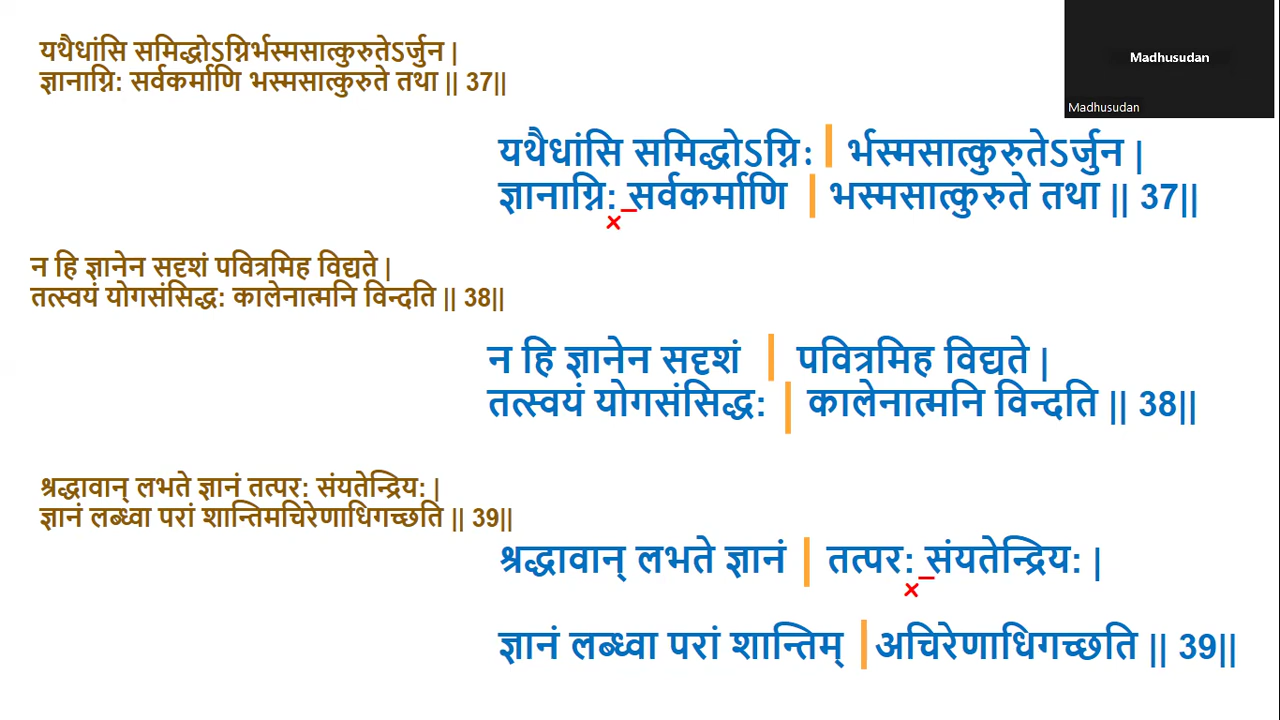 यथैधांसि समिद्धोऽग्निर्भस्मसात्कुरुतेऽर्जुन |
ज्ञानाग्नि: सर्वकर्माणि भस्मसात्कुरुते तथा || 37||
Madhusudan
Madhusudan
यथैधांसि समिद्धोऽग्निः | र्भस्मसात्कुरुतेऽर्जुन |
ज्ञानाग्नि: सर्वकर्माणि | भस्मसात्कुरुते तथा || 37||
×
न हि ज्ञानेन सदृशं पवित्रमिह विद्यते |
तत्स्वयं योगसंसिद्ध: कालेनात्मनि विन्दति || 38||
न हि ज्ञानेन सदृशं | पवित्रमिह विद्यते |
तत्स्वयं योगसंसिद्ध: | कालेनात्मनि विन्दति || 38||
श्रद्धावान् लभते ज्ञानं तत्पर: संयतेन्द्रिय: |
ज्ञानं लब्ध्वा परां शान्तिमचिरेणाधिगच्छति || 39||
श्रद्धावान् लभते ज्ञानं | तत्पर: संयतेन्द्रिय: |
×
ज्ञानं लब्ध्वा परां शान्तिम् | अचिरेणाधिगच्छति || 39||